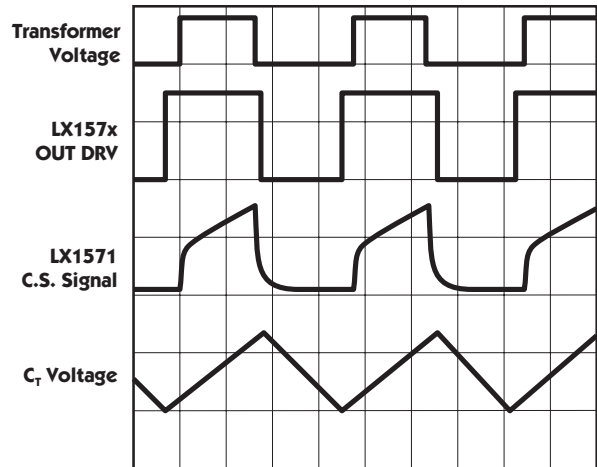 Transformer
Voltage
LX157x
OUT DRV
LX1571
C.S. Signal
CT Voltage